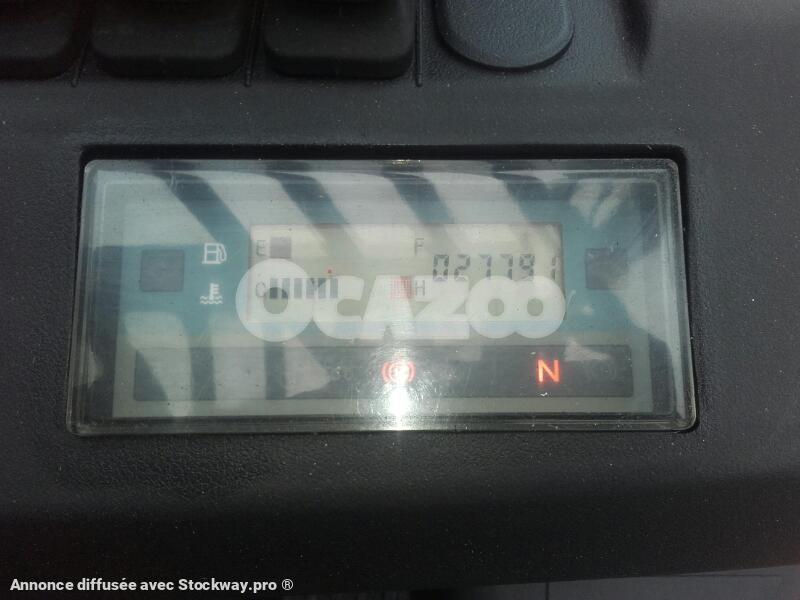 E F
027791
C H
OCAZOO
N
Annonce diffusée avec Stockway.pro ®